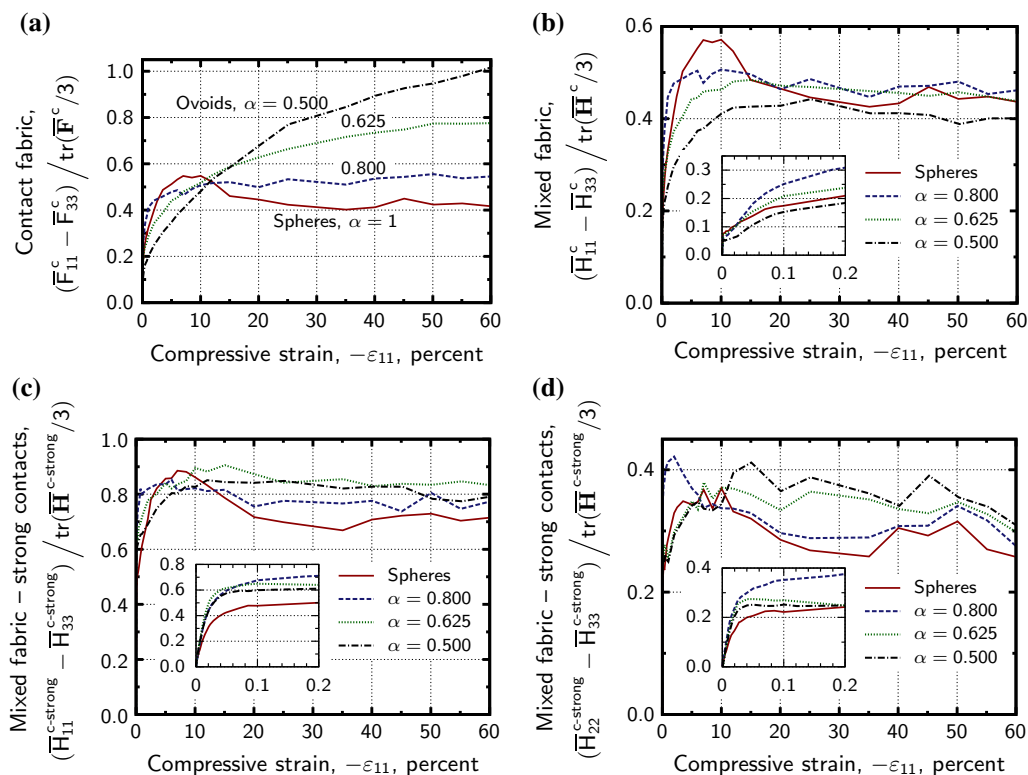 (a)
Contact fabric,
(F̅ᶜ₁₁ − F̅ᶜ₃₃) / tr(F̅ᶜ/3)
1.0
0.8
0.6
0.4
0.2
0.0
Ovoids, α = 0.500
0.625
0.800
Spheres, α = 1
0 10 20 30 40 50 60
Compressive strain, −ε₁₁, percent
(b)
Mixed fabric,
(H̅ᶜ₁₁ − H̅ᶜ₃₃) / tr(H̅ᶜ/3)
0.6
0.4
0.2
0.0
0.3
0.2
0.1
0.0
0 0.1 0.2
Spheres
α = 0.800
α = 0.625
α = 0.500
0 10 20 30 40 50 60
Compressive strain, −ε₁₁, percent
(c)
Mixed fabric – strong contacts,
(H̅₁₁ᶜ⁻ˢᵗʳᵒⁿᵍ − H̅₃₃ᶜ⁻ˢᵗʳᵒⁿᵍ) / tr(H̅ᶜ⁻ˢᵗʳᵒⁿᵍ/3)
1.0
0.8
0.6
0.4
0.2
0.0
0.8
0.6
0.4
0.2
0.0
0 0.1 0.2
Spheres
α = 0.800
α = 0.625
α = 0.500
0 10 20 30 40 50 60
Compressive strain, −ε₁₁, percent
(d)
Mixed fabric – strong contacts,
(H̅₂₂ᶜ⁻ˢᵗʳᵒⁿᵍ − H̅₃₃ᶜ⁻ˢᵗʳᵒⁿᵍ) / tr(H̅ᶜ⁻ˢᵗʳᵒⁿᵍ/3)
0.4
0.2
0.0
0.4
0.2
0.0
0 0.1 0.2
Spheres
α = 0.800
α = 0.625
α = 0.500
0 10 20 30 40 50 60
Compressive strain, −ε₁₁, percent